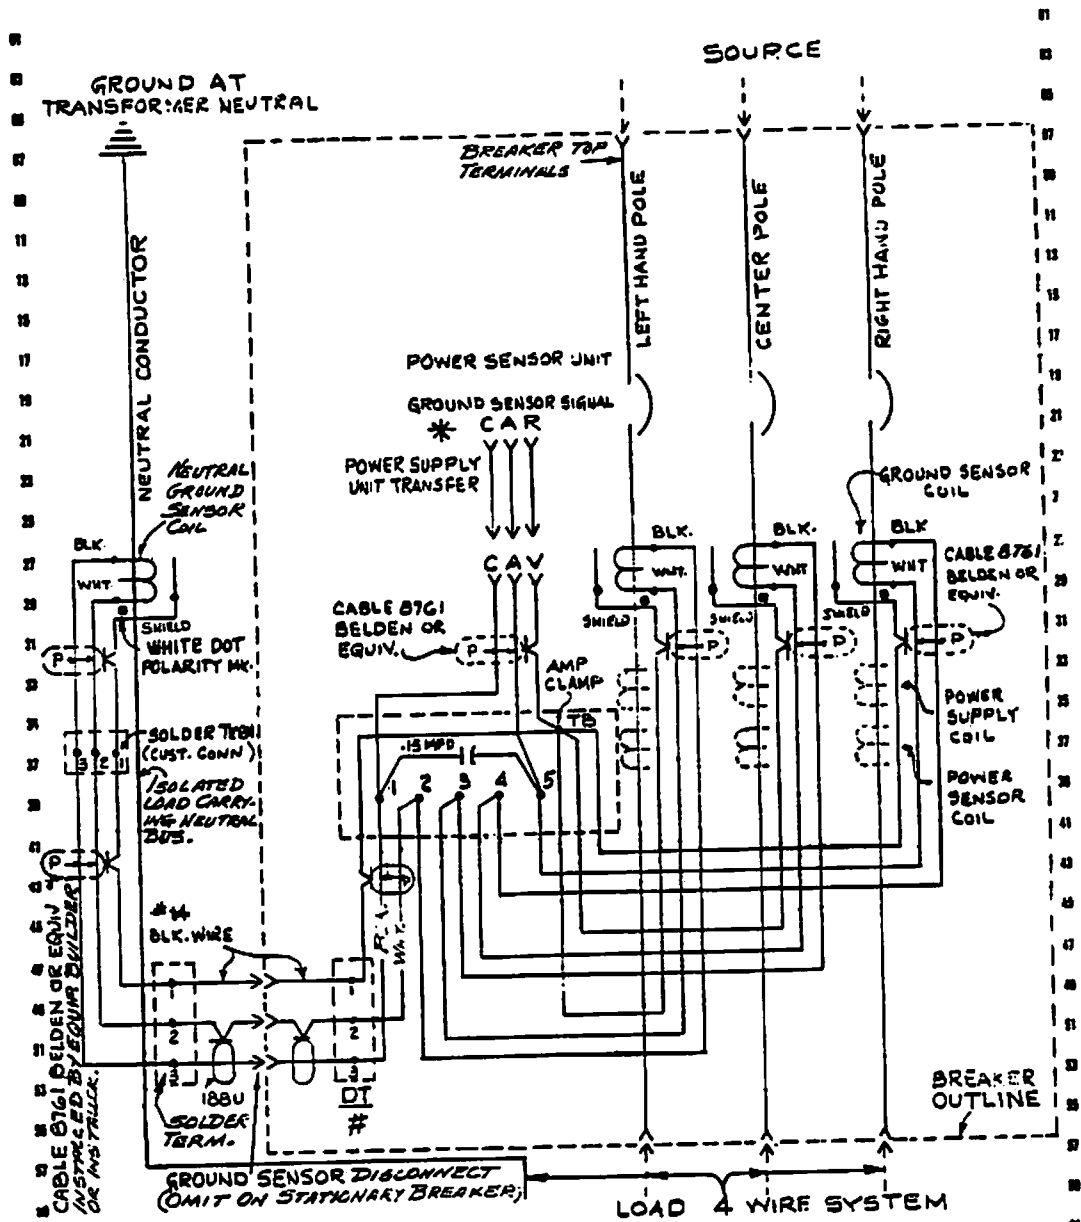 SOURCE
GROUND AT
TRANSFORMER NEUTRAL
BREAKER TOP
TERMINALS
LEFT HAND POLE
CENTER POLE
RIGHT HAND POLE
NEUTRAL CONDUCTOR
POWER SENSOR UNIT
GROUND SENSOR SIGNAL
* C A R
POWER SUPPLY
UNIT TRANSFER
C A V
NEUTRAL
GROUND
SENSOR
COIL
GROUND SENSOR
COIL
BLK.
WHT.
SHIELD
WHITE DOT
POLARITY MK.
P
BLK.
WHT.
SHIELD
P
BLK.
WHT
SHIELD
P
BLK
WHT
SHIELD
P
CABLE 8761
BELDEN OR
EQUIV.
CABLE 8761
BELDEN OR
EQUIV.
P
AMP
CLAMP
TB
.15 MFD
1 2 3 4 5
POWER
SUPPLY
COIL
POWER
SENSOR
COIL
SOLDER TERM
(CUST. CONN)
3 2 1
ISOLATED
LOAD CARRY-
ING NEUTRAL
BUS.
P
CABLE 8761 BELDEN OR EQUIV
INSTALLED BY EQUIP. BUILDER
OR INSTALLER.
#14
BLK. WIRE
WHT.
1
2
3
1
2
3
188U
SOLDER
TERM.
DT
#
BREAKER
OUTLINE
GROUND SENSOR DISCONNECT
(OMIT ON STATIONARY BREAKER)
LOAD 4 WIRE SYSTEM